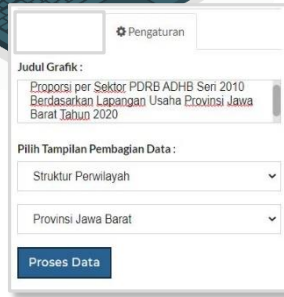 Pengaturan
Judul Grafik :
Proporsi per Sektor PDRB ADHB Seri 2010
Berdasarkan Lapangan Usaha Provinsi Jawa
Barat Tahun 2020
Pilih Tampilan Pembagian Data :
Struktur Perwilayah
Provinsi Jawa Barat
Proses Data